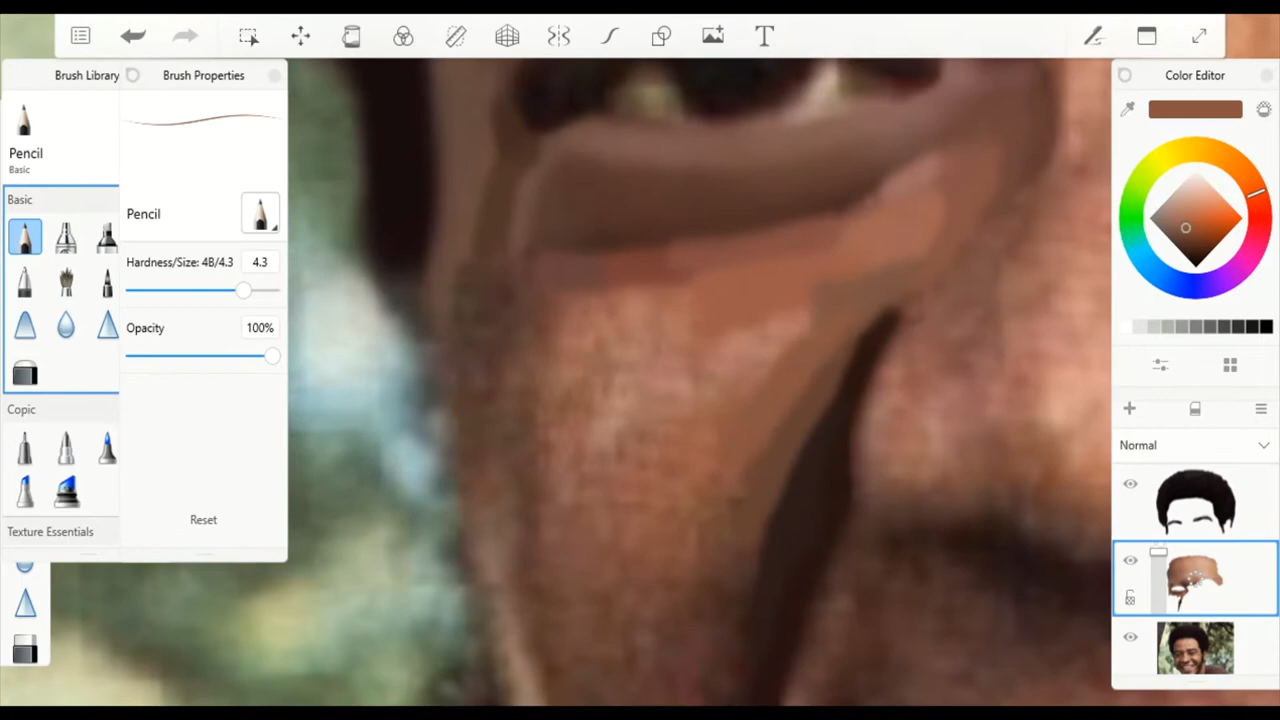 Brush Library
Pencil
Basic
Basic
Copic
Texture Essentials
Brush Properties
Pencil
Hardness/Size: 4B/4.3 4.3
Opacity 100%
Reset
T
Color Editor
Normal